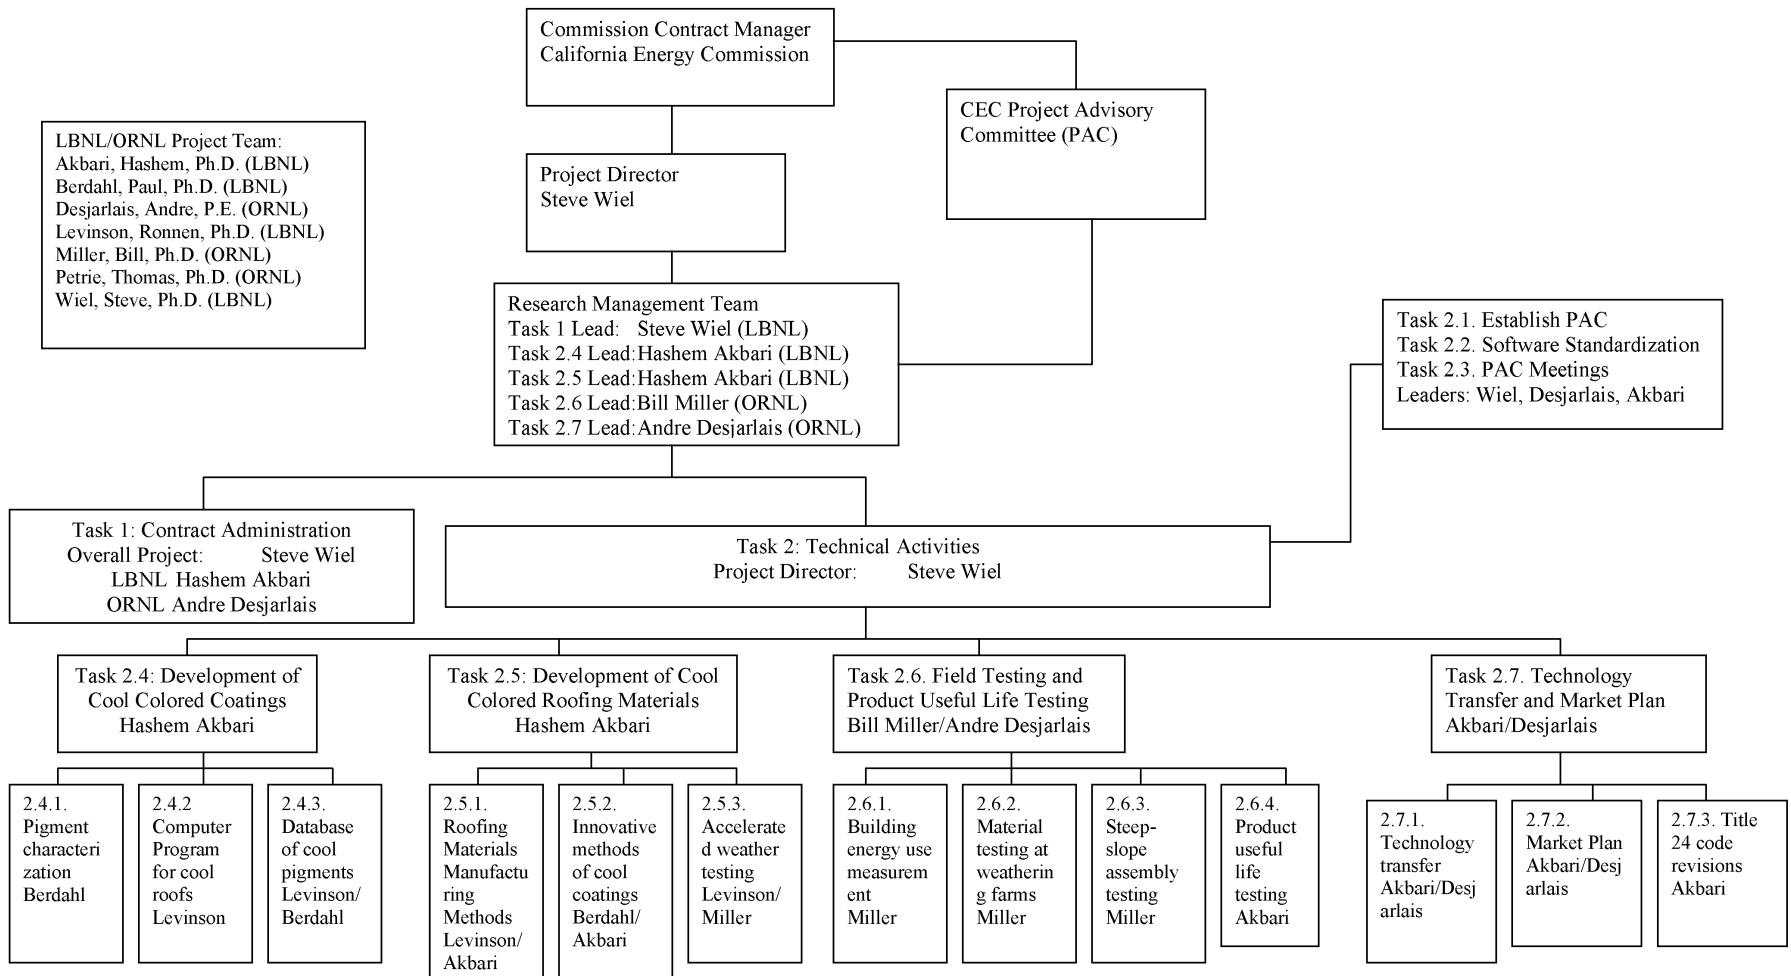 Commission Contract Manager
California Energy Commission
CEC Project Advisory
Committee (PAC)
LBNL/ORNL Project Team:
Akbari, Hashem, Ph.D. (LBNL)
Berdahl, Paul, Ph.D. (LBNL)
Desjarlais, Andre, P.E. (ORNL)
Levinson, Ronnen, Ph.D. (LBNL)
Miller, Bill, Ph.D. (ORNL)
Petrie, Thomas, Ph.D. (ORNL)
Wiel, Steve, Ph.D. (LBNL)
Project Director
Steve Wiel
Research Management Team
Task 1 Lead: Steve Wiel (LBNL)
Task 2.4 Lead:Hashem Akbari (LBNL)
Task 2.5 Lead:Hashem Akbari (LBNL)
Task 2.6 Lead:Bill Miller (ORNL)
Task 2.7 Lead:Andre Desjarlais (ORNL)
Task 2.1. Establish PAC
Task 2.2. Software Standardization
Task 2.3. PAC Meetings
Leaders: Wiel, Desjarlais, Akbari
Task 1: Contract Administration
Overall Project: Steve Wiel
LBNL Hashem Akbari
ORNL Andre Desjarlais
Task 2: Technical Activities
Project Director: Steve Wiel
Task 2.4: Development of
Cool Colored Coatings
Hashem Akbari
Task 2.5: Development of Cool
Colored Roofing Materials
Hashem Akbari
Task 2.6. Field Testing and
Product Useful Life Testing
Bill Miller/Andre Desjarlais
Task 2.7. Technology
Transfer and Market Plan
Akbari/Desjarlais
2.4.1.
Pigment
characteri
zation
Berdahl
2.4.2
Computer
Program
for cool
roofs
Levinson
2.4.3.
Database
of cool
pigments
Levinson/
Berdahl
2.5.1.
Roofing
Materials
Manufactu
ring
Methods
Levinson/
Akbari
2.5.2.
Innovative
methods
of cool
coatings
Berdahl/
Akbari
2.5.3.
Accelerate
d weather
testing
Levinson/
Miller
2.6.1.
Building
energy use
measurem
ent
Miller
2.6.2.
Material
testing at
weatherin
g farms
Miller
2.6.3.
Steep-
slope
assembly
testing
Miller
2.6.4.
Product
useful
life
testing
Akbari
2.7.1.
Technology
transfer
Akbari/Desj
arlais
2.7.2.
Market Plan
Akbari/Desj
arlais
2.7.3. Title
24 code
revisions
Akbari